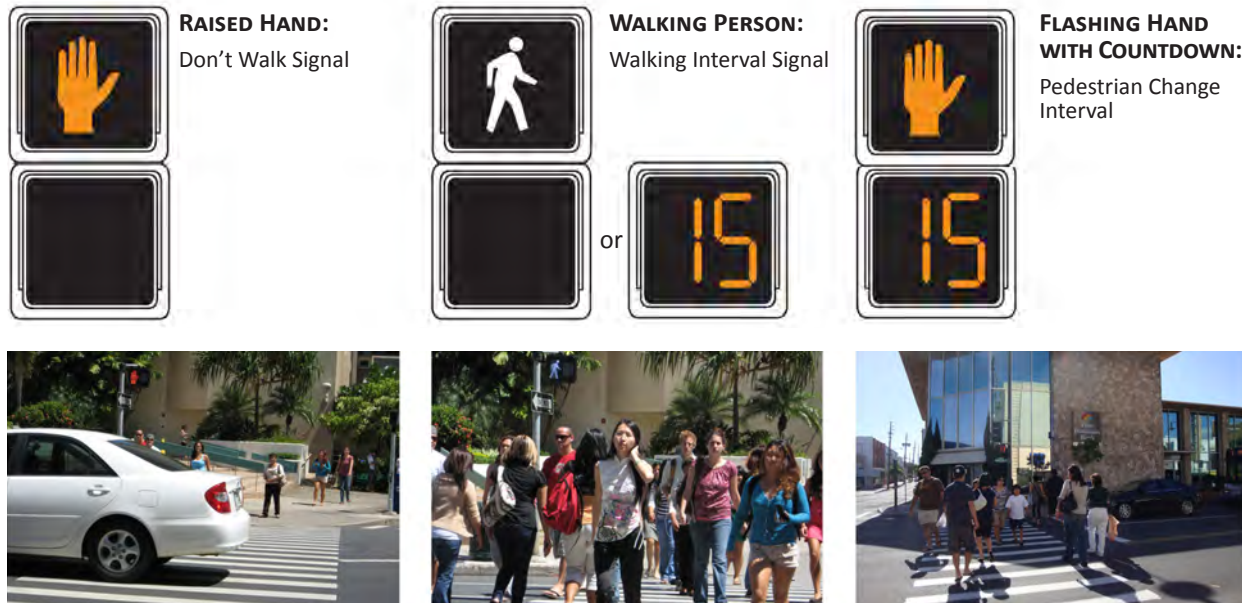 RAISED HAND:
Don't Walk Signal
WALKING PERSON:
Walking Interval Signal
or
15
FLASHING HAND
WITH COUNTDOWN:
Pedestrian Change
Interval
15